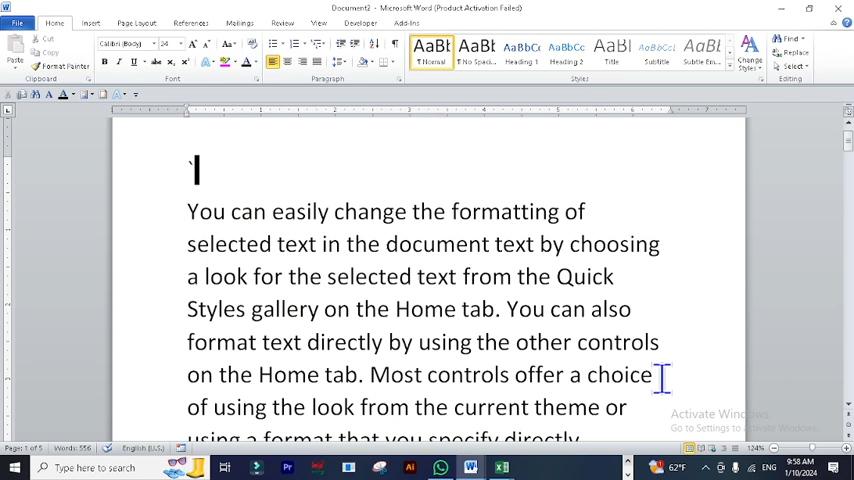 Document2 - Microsoft Word (Product Activation Failed)
File Home Insert Page Layout References Mailings Review View Developer Add-Ins
Paste
Cut
Copy
Format Painter
Clipboard
Calibri (Body) 24
Font
Paragraph
AaBb AaBb AaBbCc AaBbCc AaB AaBbCcl AaBb
¶ Normal ¶ No Spaci... Heading 1 Heading 2 Title Subtitle Subtle Em...
Styles
Change
Styles
Find
Replace
Select
Editing
`
You can easily change the formatting of
selected text in the document text by choosing
a look for the selected text from the Quick
Styles gallery on the Home tab. You can also
format text directly by using the other controls
on the Home tab. Most controls offer a choice
of using the look from the current theme or
using a format that you specify directly.
Activate Windows
Go to Settings to activate Windows.
Page: 1 of 5 Words: 556 English (U.S.) 124%
Type here to search
62°F ENG
9:58 AM
1/10/2024